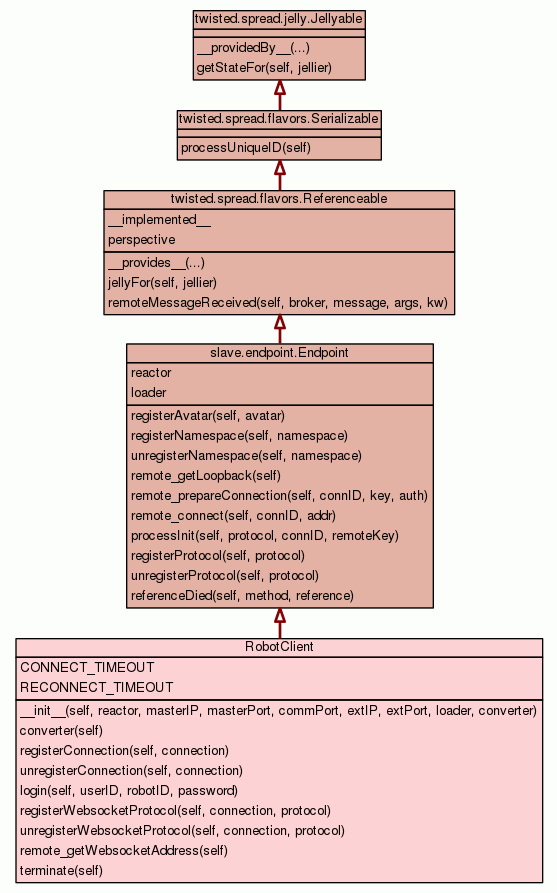 twisted.spread.jelly.Jellyable
__providedBy__(...)
getStateFor(self, jellier)
twisted.spread.flavors.Serializable
processUniqueID(self)
twisted.spread.flavors.Referenceable
__implemented__
perspective
__provides__(...)
jellyFor(self, jellier)
remoteMessageReceived(self, broker, message, args, kw)
slave.endpoint.Endpoint
reactor
loader
registerAvatar(self, avatar)
registerNamespace(self, namespace)
unregisterNamespace(self, namespace)
remote_getLoopback(self)
remote_prepareConnection(self, connID, key, auth)
remote_connect(self, connID, addr)
processInit(self, protocol, connID, remoteKey)
registerProtocol(self, protocol)
unregisterProtocol(self, protocol)
referenceDied(self, method, reference)
RobotClient
CONNECT_TIMEOUT
RECONNECT_TIMEOUT
__init__(self, reactor, masterIP, masterPort, commPort, extIP, extPort, loader, converter)
converter(self)
registerConnection(self, connection)
unregisterConnection(self, connection)
login(self, userID, robotID, password)
registerWebsocketProtocol(self, connection, protocol)
unregisterWebsocketProtocol(self, connection, protocol)
remote_getWebsocketAddress(self)
terminate(self)